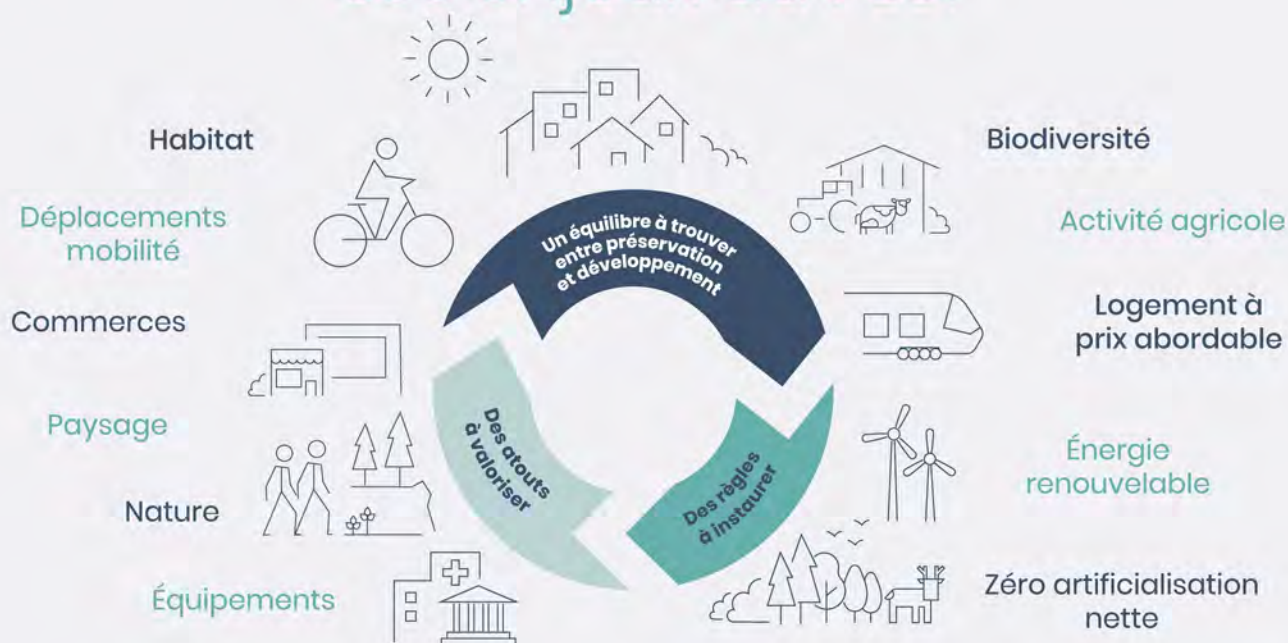 Habitat
Déplacements
mobilité
Commerces
Paysage
Nature
Équipements
Un équilibre à trouver
entre préservation
et développement
Des atouts
à valoriser
Des règles
à instaurer
Biodiversité
Activité agricole
Logement à
prix abordable
Énergie
renouvelable
Zéro artificialisation
nette